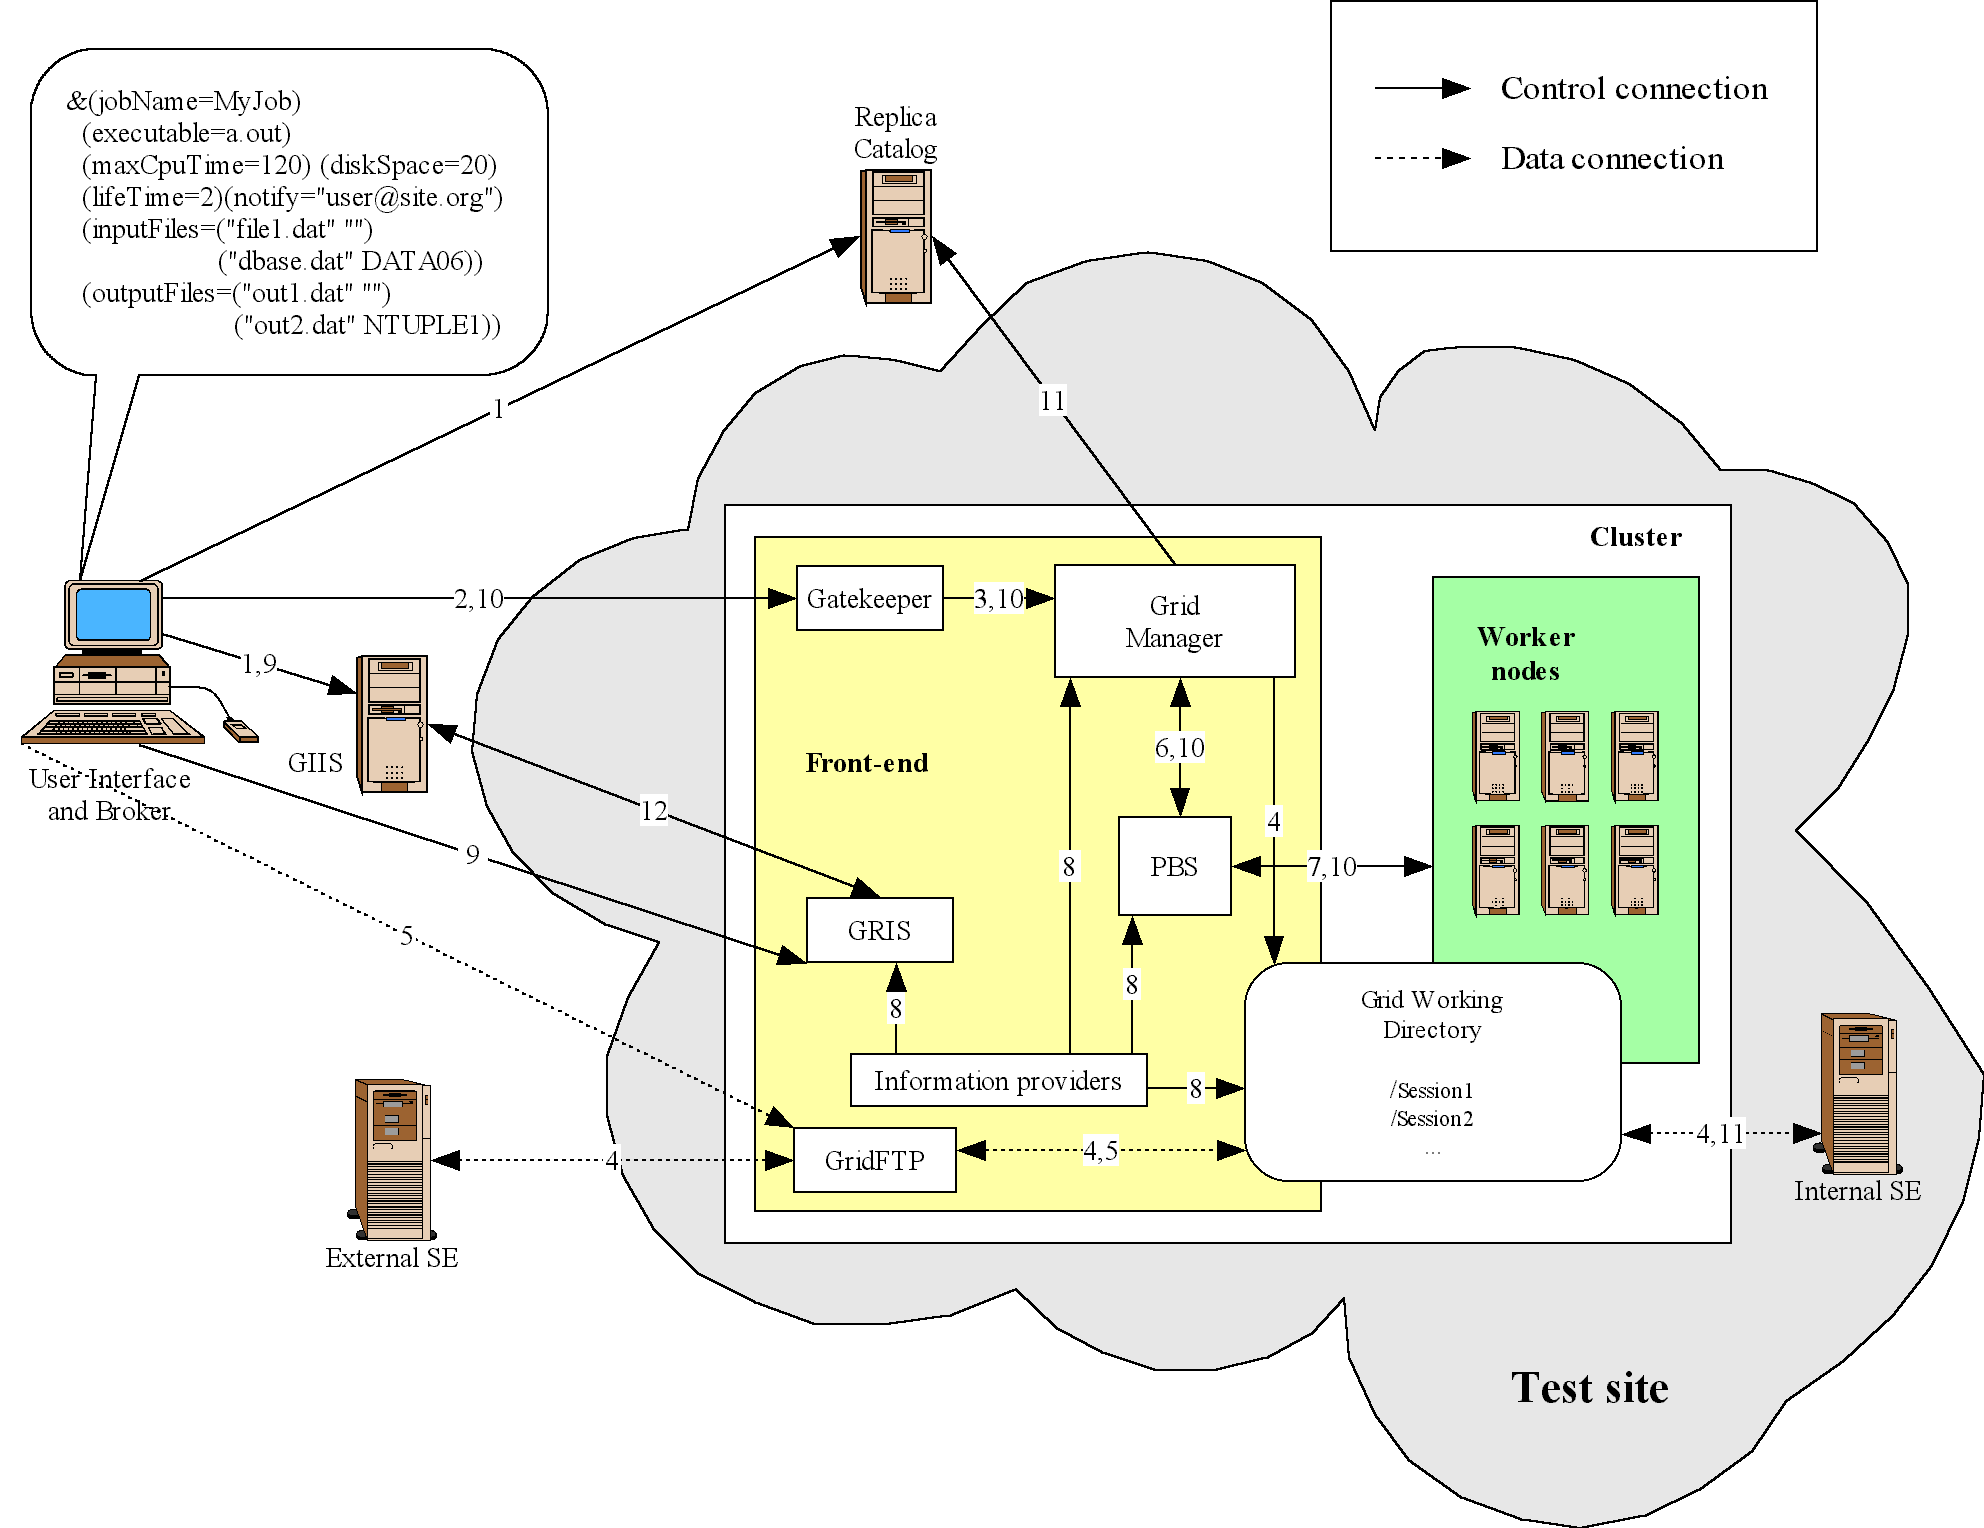 &(jobName=MyJob)
(executable=a.out)
(maxCpuTime=120) (diskSpace=20)
(lifeTime=2)(notify="user@site.org")
(inputFiles=("file1.dat" "")
("dbase.dat" DATA06))
(outputFiles=("out1.dat" "")
("out2.dat" NTUPLE1))
Replica
Catalog
Control connection
Data connection
1
11
Cluster
2,10
Gatekeeper
3,10
Grid
Manager
Worker
nodes
1,9
GIIS
User Interface
and Broker
Front-end
6,10
12
4
9
8
PBS
7,10
5
GRIS
8
8
Grid Working
Directory
/Session1
/Session2
...
Information providers
8
GridFTP
4
4,5
4,11
Internal SE
External SE
Test site